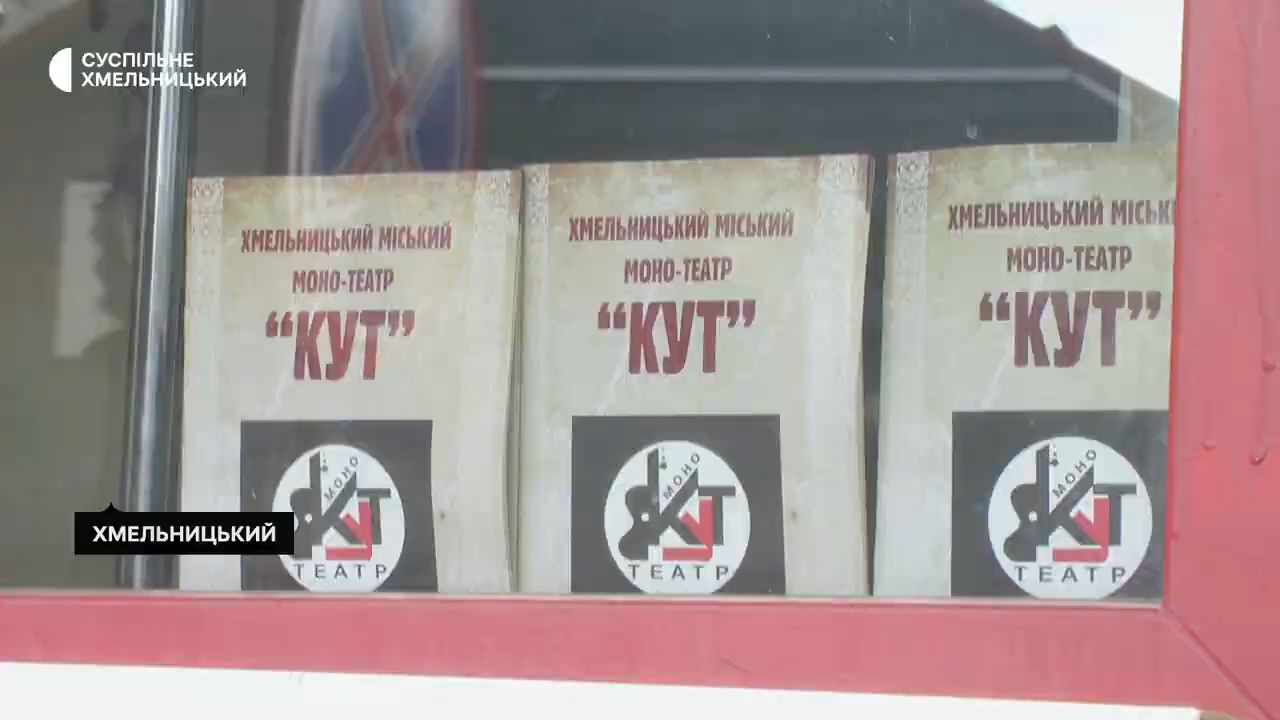 СУСПІЛЬНЕ
ХМЕЛЬНИЦЬКИЙ
ХМЕЛЬНИЦЬКИЙ МІСЬКИЙ
МОНО-ТЕАТР
“КУТ”
МОНО
КУТ
ТЕАТР
ХМЕЛЬНИЦЬКИЙ МІСЬКИЙ
МОНО-ТЕАТР
“КУТ”
МОНО
КУТ
ТЕАТР
ХМЕЛЬНИЦЬКИЙ МІСЬК
МОНО-ТЕАТР
“КУТ”
МОНО
КУТ
ТЕАТР
ХМЕЛЬНИЦЬКИЙ